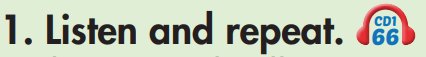 1. Listen and repeat. CD1 66